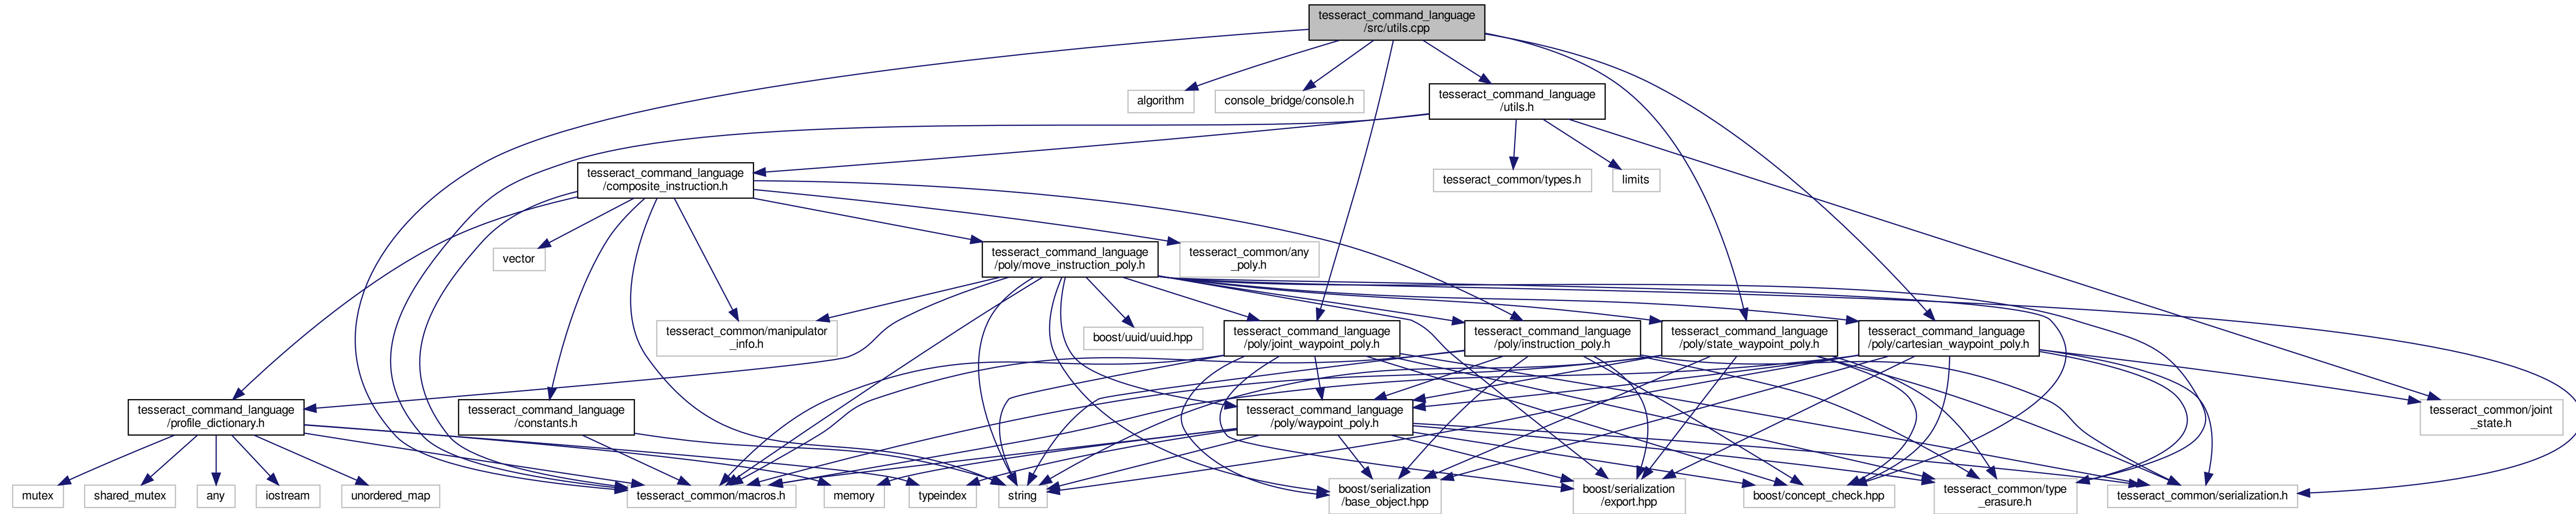 tesseract_command_language
/src/utils.cpp
algorithm
console_bridge/console.h
tesseract_command_language
/utils.h
tesseract_command_language
/composite_instruction.h
tesseract_common/types.h
limits
vector
tesseract_command_language
/poly/move_instruction_poly.h
tesseract_common/any
_poly.h
tesseract_common/manipulator
_info.h
boost/uuid/uuid.hpp
tesseract_command_language
/poly/joint_waypoint_poly.h
tesseract_command_language
/poly/instruction_poly.h
tesseract_command_language
/poly/state_waypoint_poly.h
tesseract_command_language
/poly/cartesian_waypoint_poly.h
tesseract_command_language
/profile_dictionary.h
tesseract_command_language
/constants.h
tesseract_command_language
/poly/waypoint_poly.h
tesseract_common/joint
_state.h
mutex
shared_mutex
any
iostream
unordered_map
tesseract_common/macros.h
memory
typeindex
string
boost/serialization
/base_object.hpp
boost/serialization
/export.hpp
boost/concept_check.hpp
tesseract_common/type
_erasure.h
tesseract_common/serialization.h